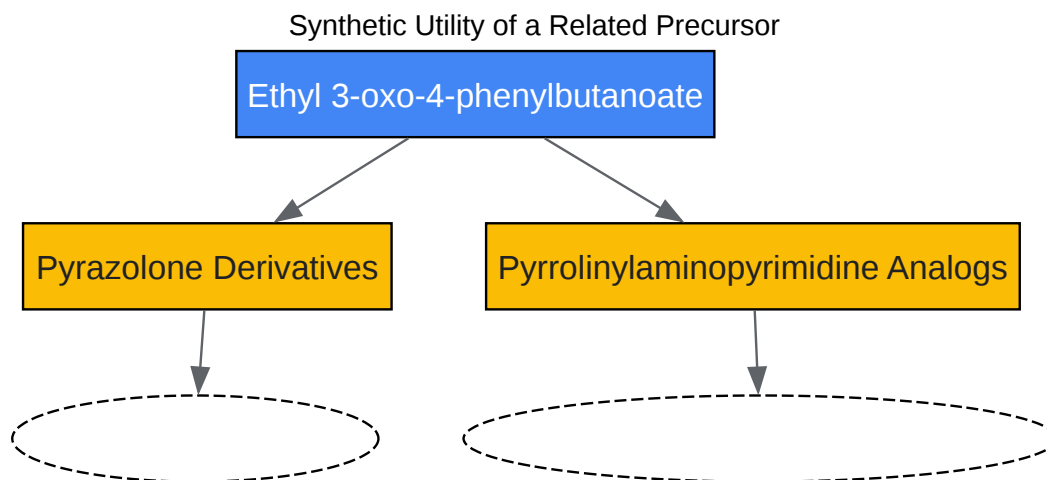 Synthetic Utility of a Related Precursor
Ethyl 3-oxo-4-phenylbutanoate
Pyrazolone Derivatives
Pyrrolinylaminopyrimidine Analogs